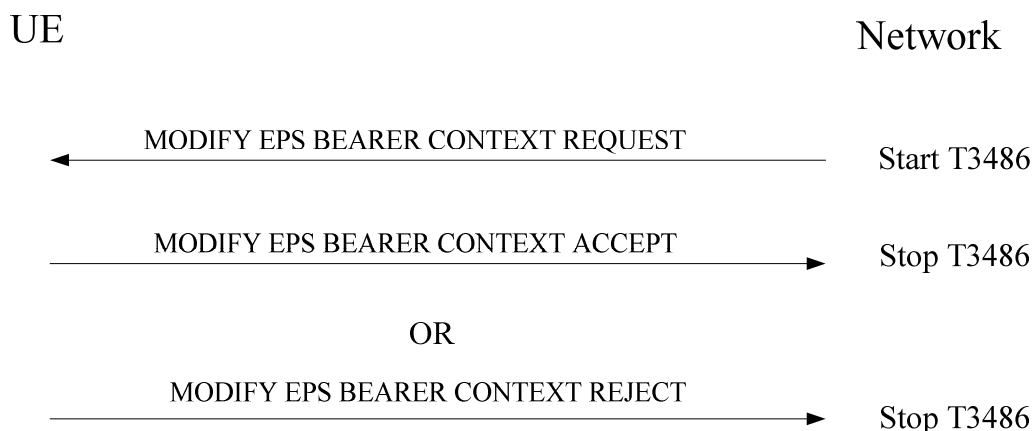 UE
Network
MODIFY EPS BEARER CONTEXT REQUEST
Start T3486
MODIFY EPS BEARER CONTEXT ACCEPT
Stop T3486
OR
MODIFY EPS BEARER CONTEXT REJECT
Stop T3486